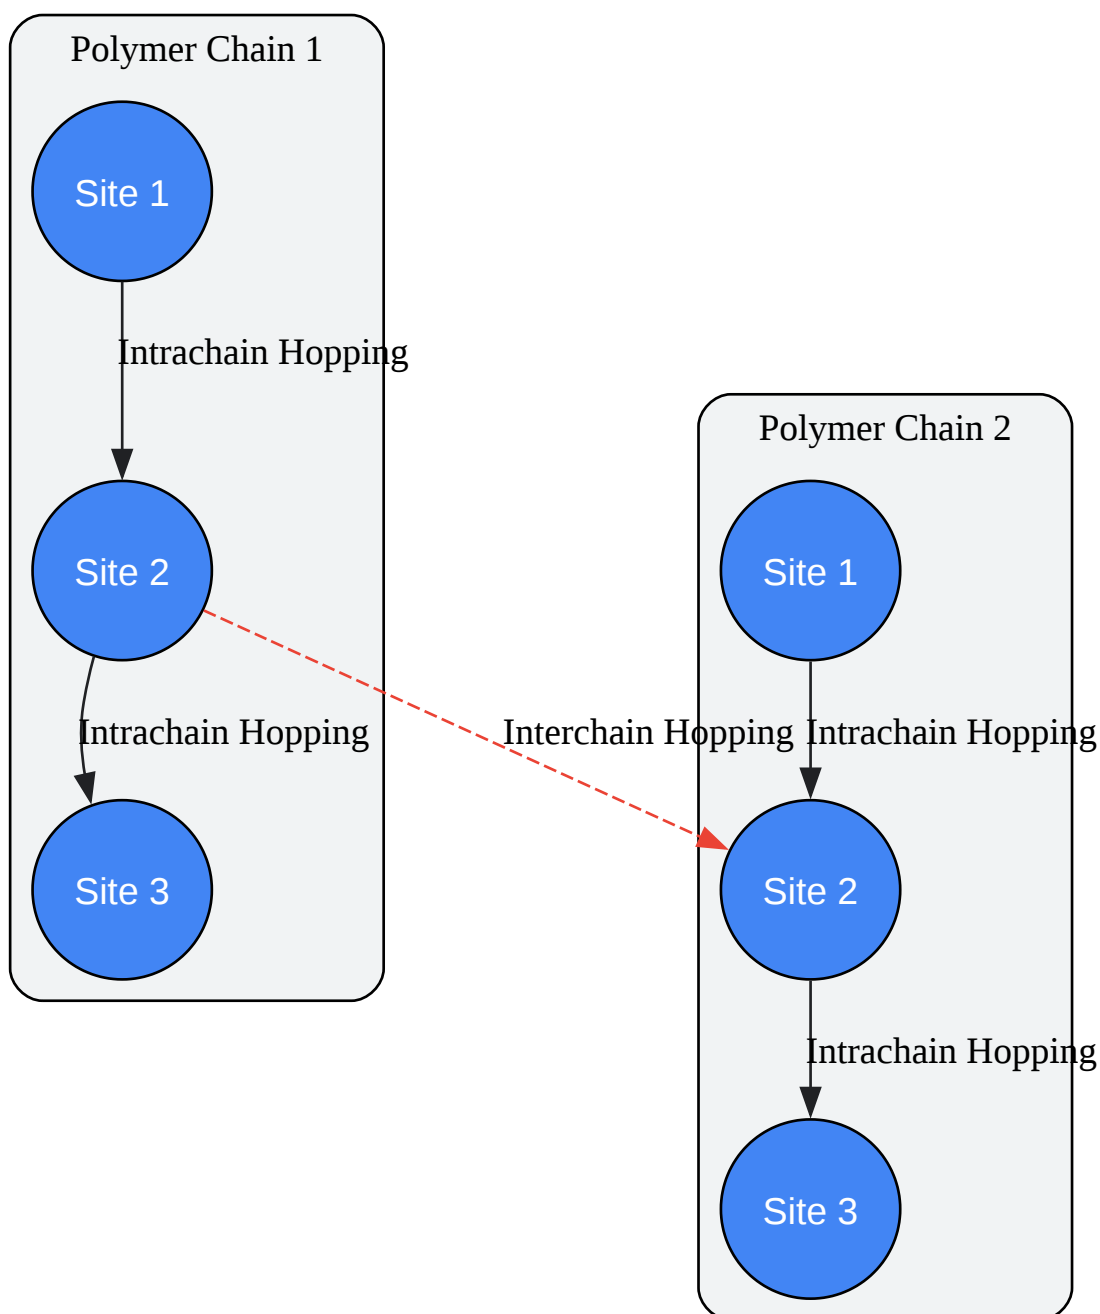 Polymer Chain 1
Site 1
Intrachain Hopping
Site 2
Intrachain Hopping
Site 3
Interchain Hopping
Polymer Chain 2
Site 1
Intrachain Hopping
Site 2
Intrachain Hopping
Site 3